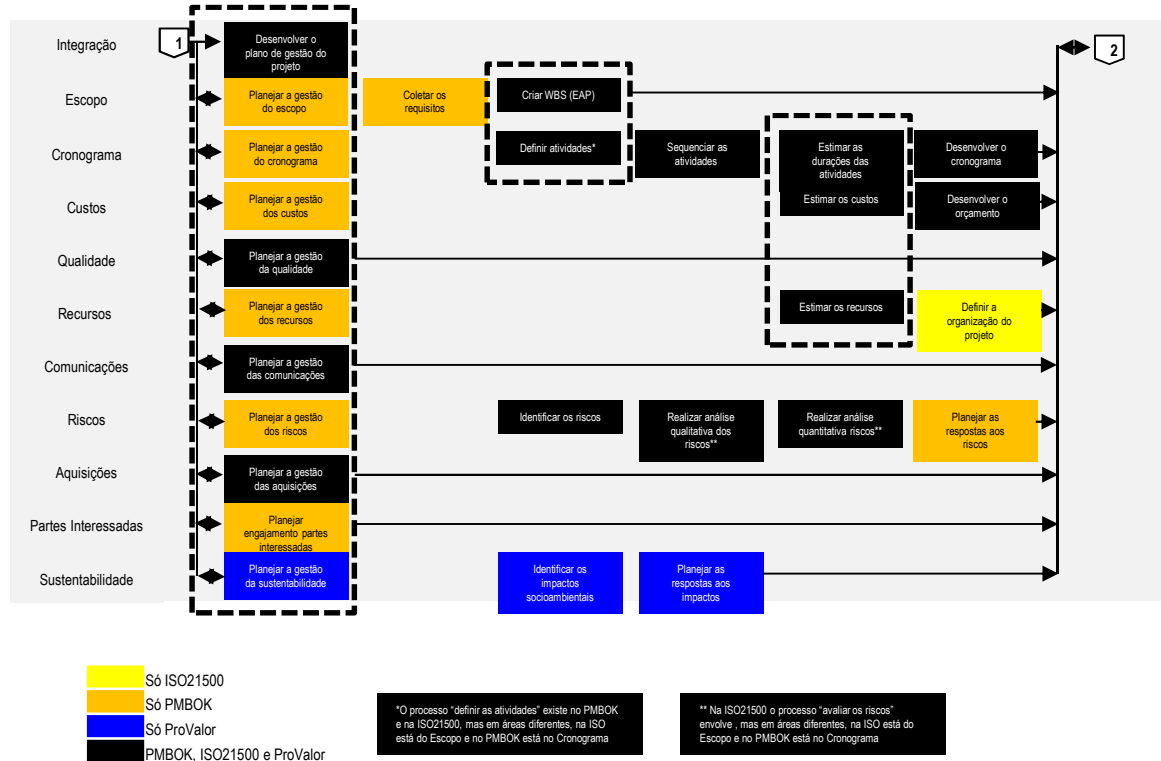 Integração
1
Desenvolver o
plano de gestão do
projeto
2
Escopo
Planejar a gestão
do escopo
Coletar os
requisitos
Criar WBS (EAP)
Cronograma
Planejar a gestão
do cronograma
Definir atividades*
Sequenciar as
atividades
Estimar as
durações das
atividades
Desenvolver o
cronograma
Custos
Planejar a gestão
dos custos
Estimar os custos
Desenvolver o
orçamento
Qualidade
Planejar a gestão
da qualidade
Recursos
Planejar a gestão
dos recursos
Estimar os recursos
Definir a
organização do
projeto
Comunicações
Planejar a gestão
das comunicações
Riscos
Planejar a gestão
dos riscos
Identificar os riscos
Realizar análise
qualitativa dos
riscos**
Realizar análise
quantitativa riscos**
Planejar as
respostas aos
riscos
Aquisições
Planejar a gestão
das aquisições
Partes Interessadas
Planejar
engajamento partes
interessadas
Sustentabilidade
Planejar a gestão
da sustentabilidade
Identificar os
impactos
socioambientais
Planejar as
respostas aos
impactos
Só ISO21500
Só PMBOK
Só ProValor
PMBOK, ISO21500 e ProValor
*O processo “definir as atividades” existe no PMBOK
e na ISO21500, mas em áreas diferentes, na ISO
está do Escopo e no PMBOK está no Cronograma
** Na ISO21500 o processo “avaliar os riscos”
envolve , mas em áreas diferentes, na ISO está do
Escopo e no PMBOK está no Cronograma